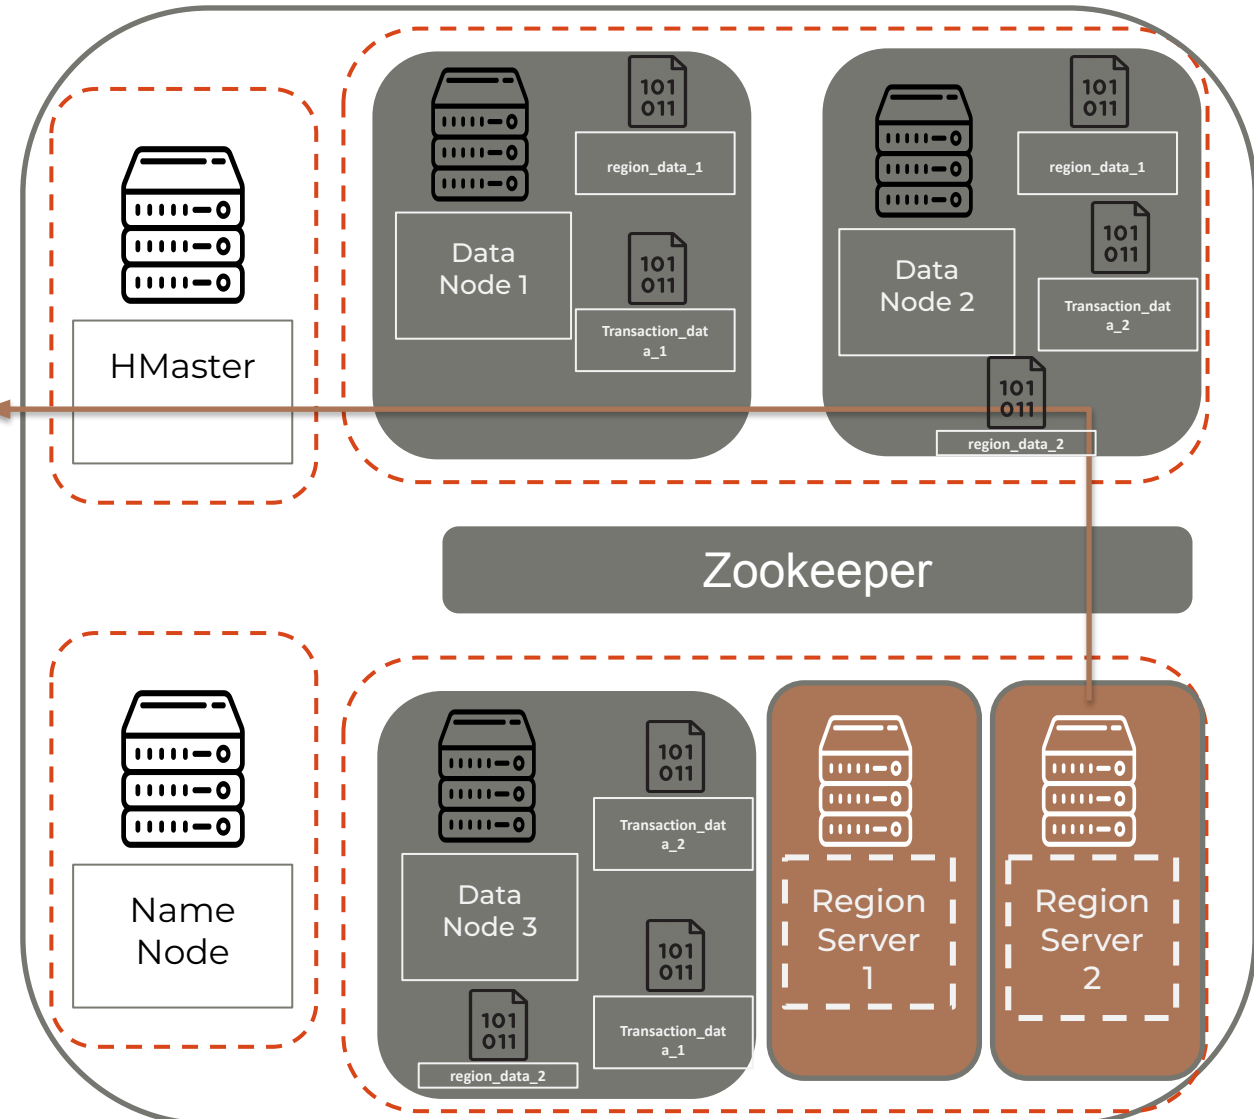 101
011
region_data_1
101
011
region_data_1
Data
Node 1
101
011
Transaction_dat
a_1
Data
Node 2
101
011
Transaction_dat
a_2
HMaster
101
011
region_data_2
Zookeeper
Name
Node
Data
Node 3
101
011
Transaction_dat
a_2
101
011
Transaction_dat
a_1
101
011
region_data_2
Region
Server
1
Region
Server
2